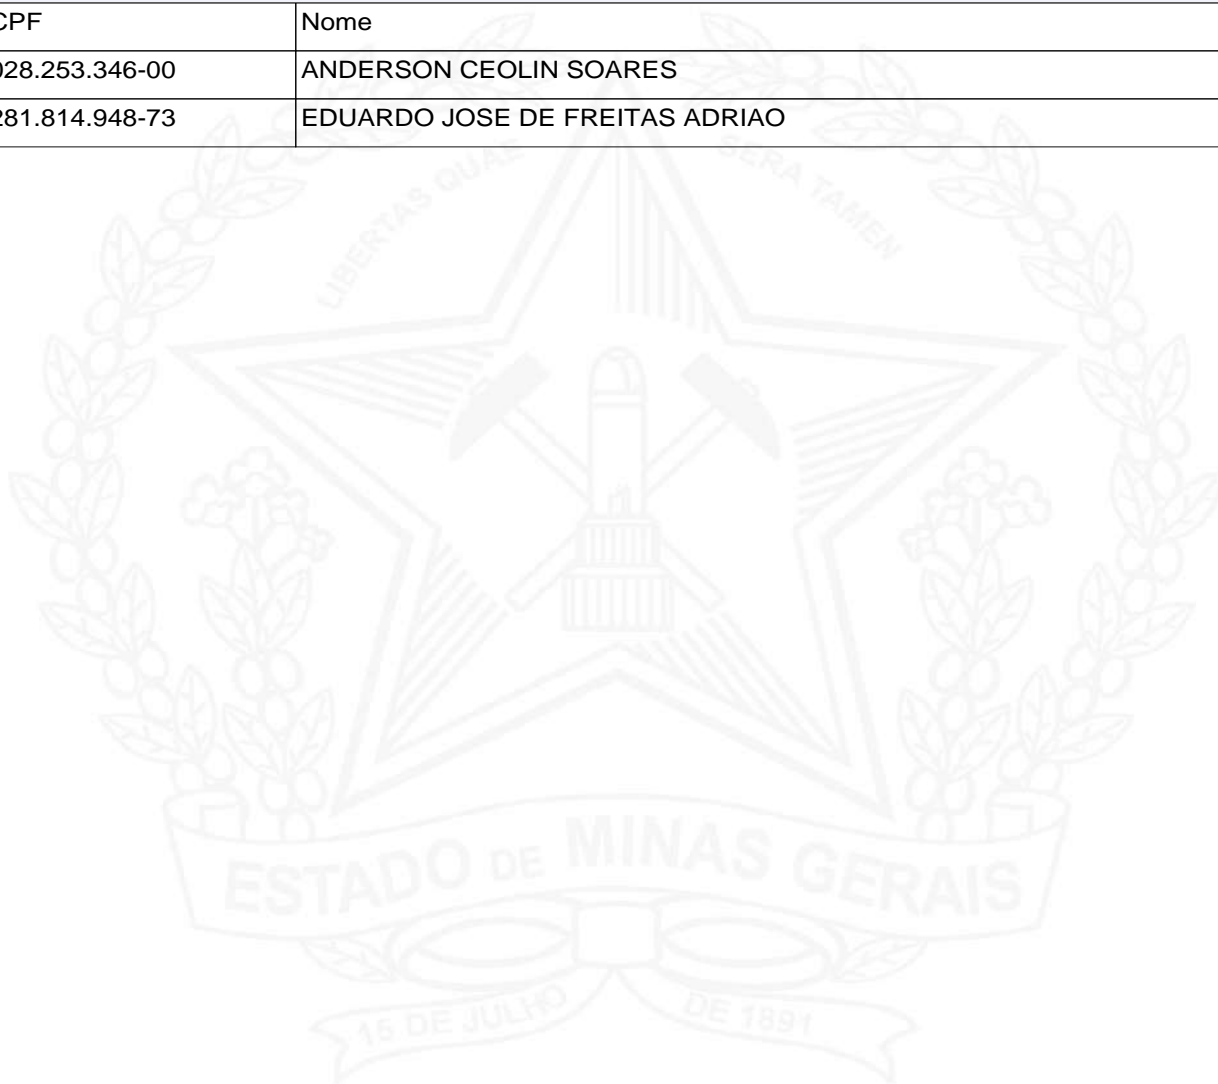 CPF Nome
028.253.346-00 ANDERSON CEOLIN SOARES
281.814.948-73 EDUARDO JOSE DE FREITAS ADRIAO
LIBERTAS QUAE SERA TAMEN
ESTADO DE MINAS GERAIS
15 DE JULHO DE 1891